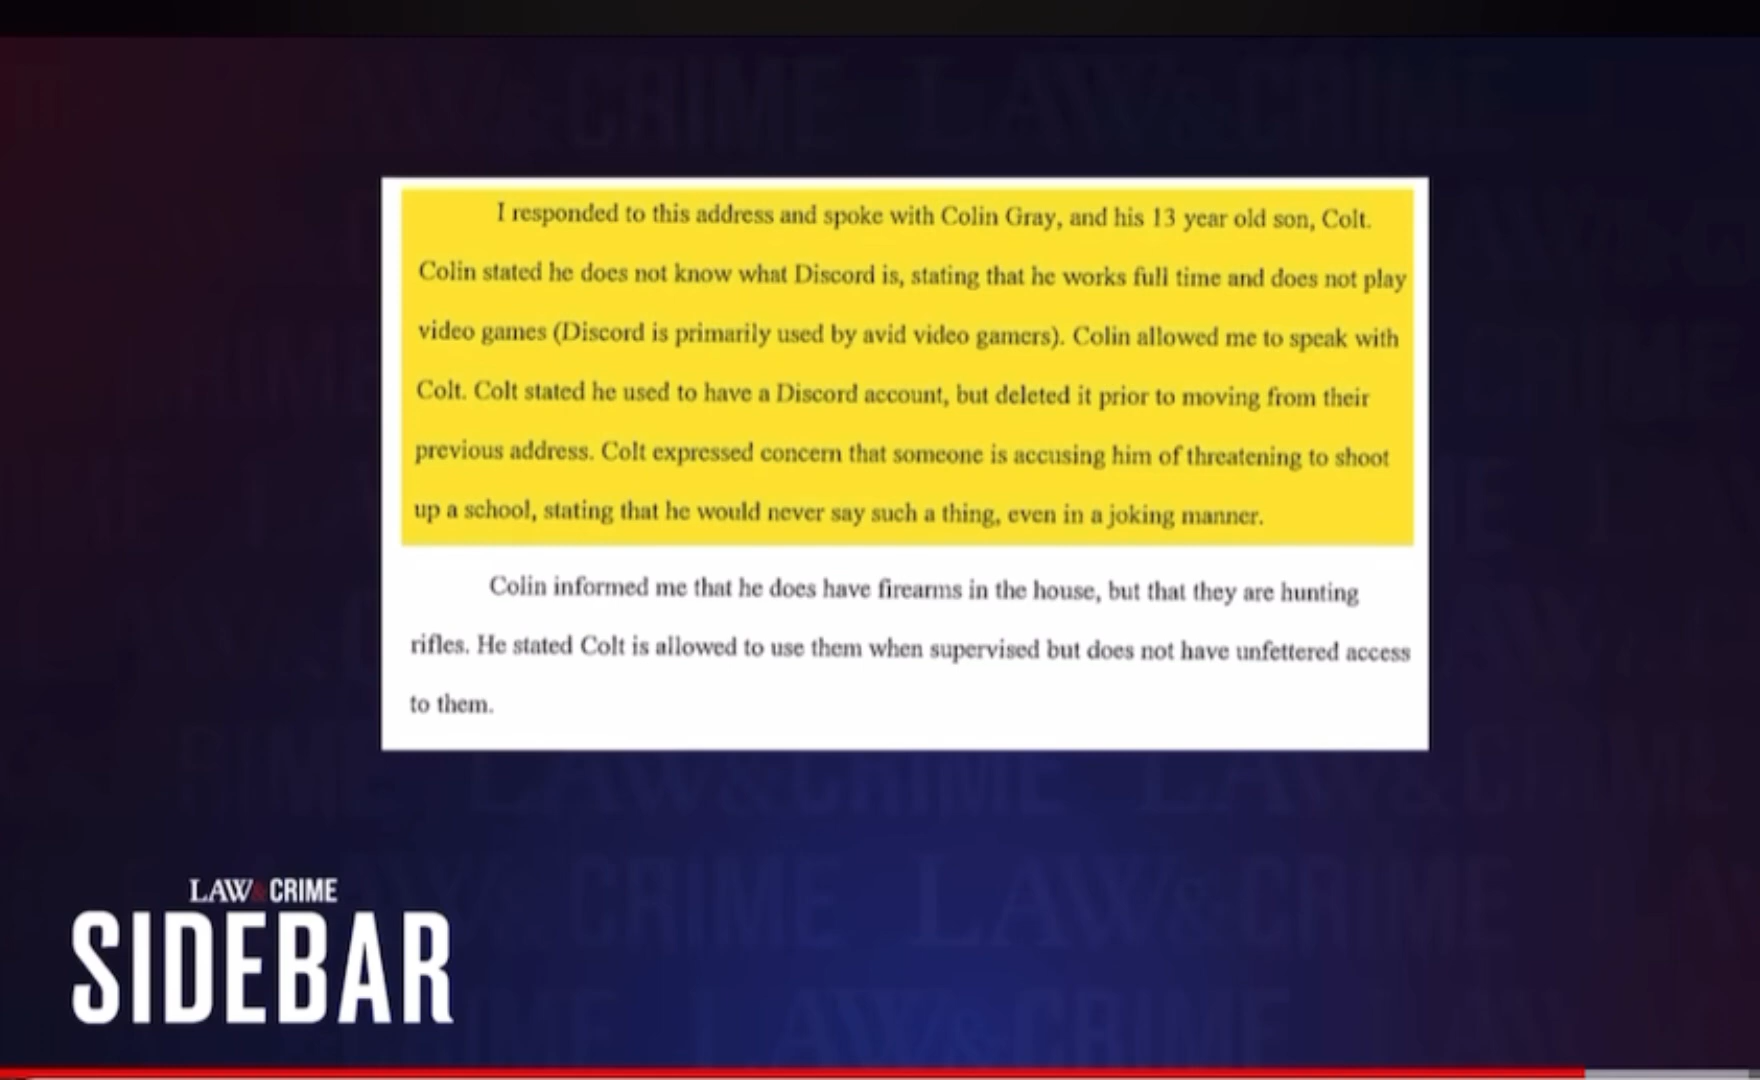 I responded to this address and spoke with Colin Gray, and his 13 year old son, Colt.
Colin stated he does not know what Discord is, stating that he works full time and does not play
video games (Discord is primarily used by avid video gamers). Colin allowed me to speak with
Colt. Colt stated he used to have a Discord account, but deleted it prior to moving from their
previous address. Colt expressed concern that someone is accusing him of threatening to shoot
up a school, stating that he would never say such a thing, even in a joking manner.
Colin informed me that he does have firearms in the house, but that they are hunting
rifles. He stated Colt is allowed to use them when supervised but does not have unfettered access
to them.
LAW&CRIME
SIDEBAR